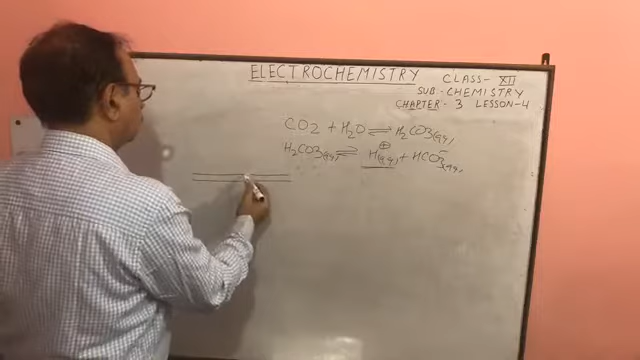 ELECTROCHEMISTRY CLASS- XII
SUB:- CHEMISTRY
CHAPTER: 3 LESSON-4
CO2 + H2O ⇌ H2CO3(aq)
H2CO3(aq) ⇌ H⊕(aq) + HCO3-(aq)